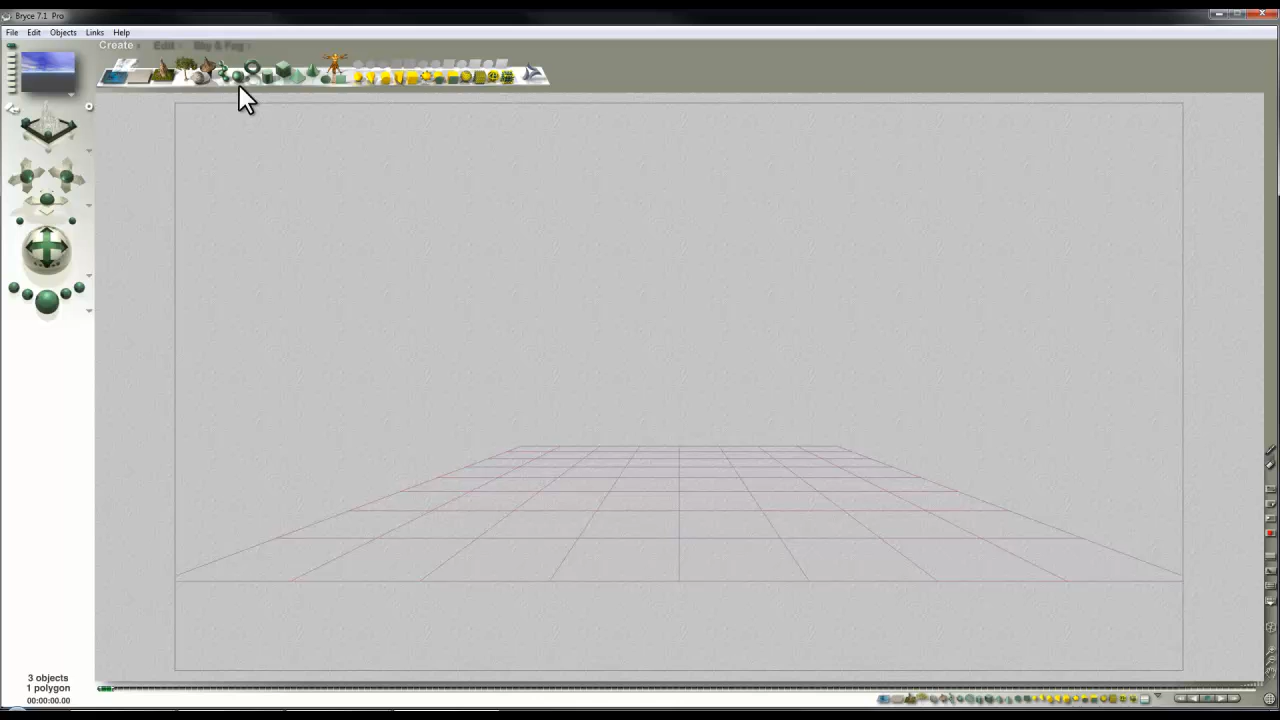 Bryce 7.1 Pro
File Edit Objects Links Help
Create Edit Sky & Fog
3 objects
1 polygon
00:00:00.00